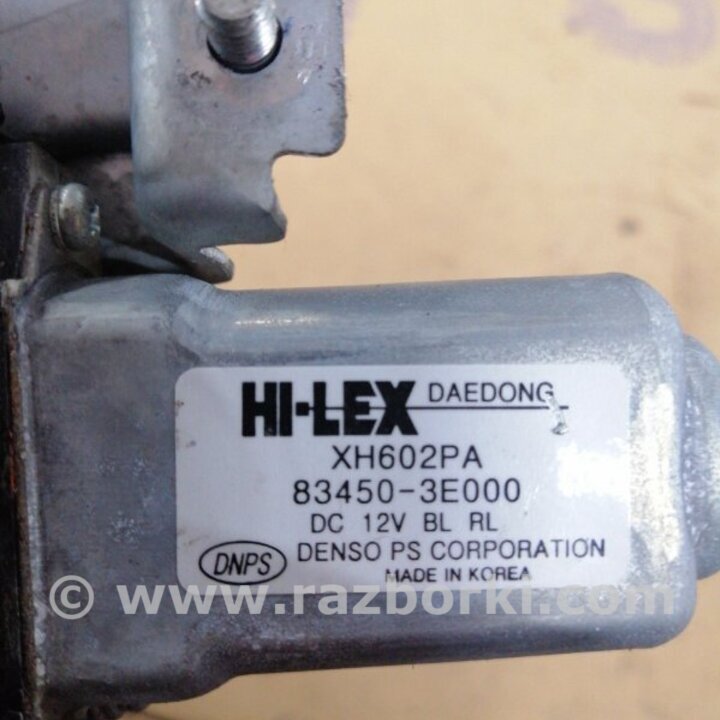 HI-LEX DAEDONG
XH602PA
83450-3E000
DC 12V BL RL
DNPS DENSO PS CORPORATION
MADE IN KOREA
© www.razborki.com